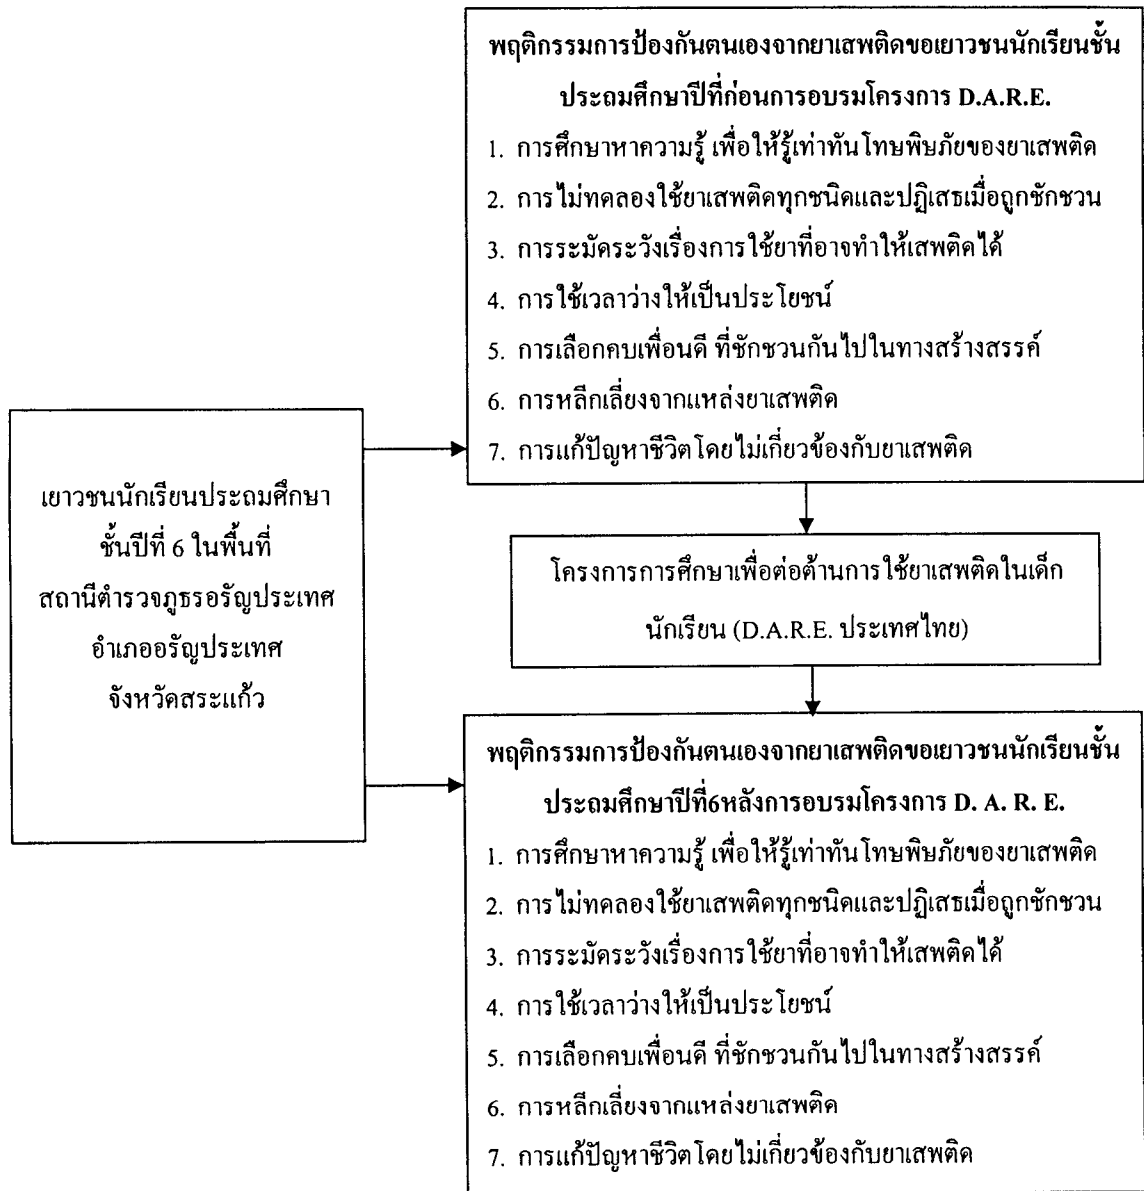 พฤติกรรมการป้องกันตนเองจากยาเสพติดขอเยาวชนนักเรียนชั้น
ประถมศึกษาปีที่ก่อนการอบรมโครงการ D.A.R.E.
1. การศึกษาหาความรู้ เพื่อให้รู้เท่าทันโทษพิษภัยของยาเสพติด
2. การไม่ทดลองใช้ยาเสพติดทุกชนิดและปฏิเสธเมื่อถูกชักชวน
3. การระมัดระวังเรื่องการใช้ยาที่อาจทำให้เสพติดได้
4. การใช้เวลาว่างให้เป็นประโยชน์
5. การเลือกคบเพื่อนดี ที่ชักชวนกันไปในทางสร้างสรรค์
6. การหลีกเลี่ยงจากแหล่งยาเสพติด
7. การแก้ปัญหาชีวิตโดยไม่เกี่ยวข้องกับยาเสพติด
เยาวชนนักเรียนประถมศึกษา
ชั้นปีที่ 6 ในพื้นที่
สถานีตำรวจภูธรอรัญประเทศ
อำเภออรัญประเทศ
จังหวัดสระแก้ว
โครงการการศึกษาเพื่อต่อต้านการใช้ยาเสพติดในเด็ก
นักเรียน (D.A.R.E. ประเทศไทย)
พฤติกรรมการป้องกันตนเองจากยาเสพติดขอเยาวชนนักเรียนชั้น
ประถมศึกษาปีที่6หลังการอบรมโครงการ D. A. R. E.
1. การศึกษาหาความรู้ เพื่อให้รู้เท่าทันโทษพิษภัยของยาเสพติด
2. การไม่ทดลองใช้ยาเสพติดทุกชนิดและปฏิเสธเมื่อถูกชักชวน
3. การระมัดระวังเรื่องการใช้ยาที่อาจทำให้เสพติดได้
4. การใช้เวลาว่างให้เป็นประโยชน์
5. การเลือกคบเพื่อนดี ที่ชักชวนกันไปในทางสร้างสรรค์
6. การหลีกเลี่ยงจากแหล่งยาเสพติด
7. การแก้ปัญหาชีวิตโดยไม่เกี่ยวข้องกับยาเสพติด